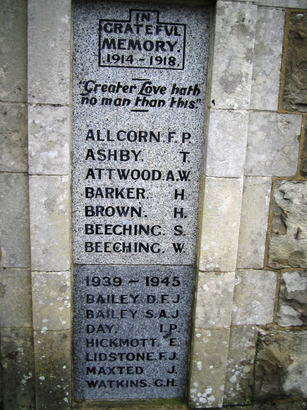 IN
GRATEFUL
MEMORY.
1914 - 1918.
"Greater Love hath
no man than this".
ALLCORN F. P.
ASHBY. T.
ATTWOOD. A.W.
BARKER. H
BROWN. H.
BEECHING. S.
BEECHING. W.
1939 - 1945
BAILEY D.F.J
BAILEY S.A.J
DAY. I.P.
HICKMOTT. E
LIDSTONE. F.J.
MAXTED J.
WATKINS. G.H.